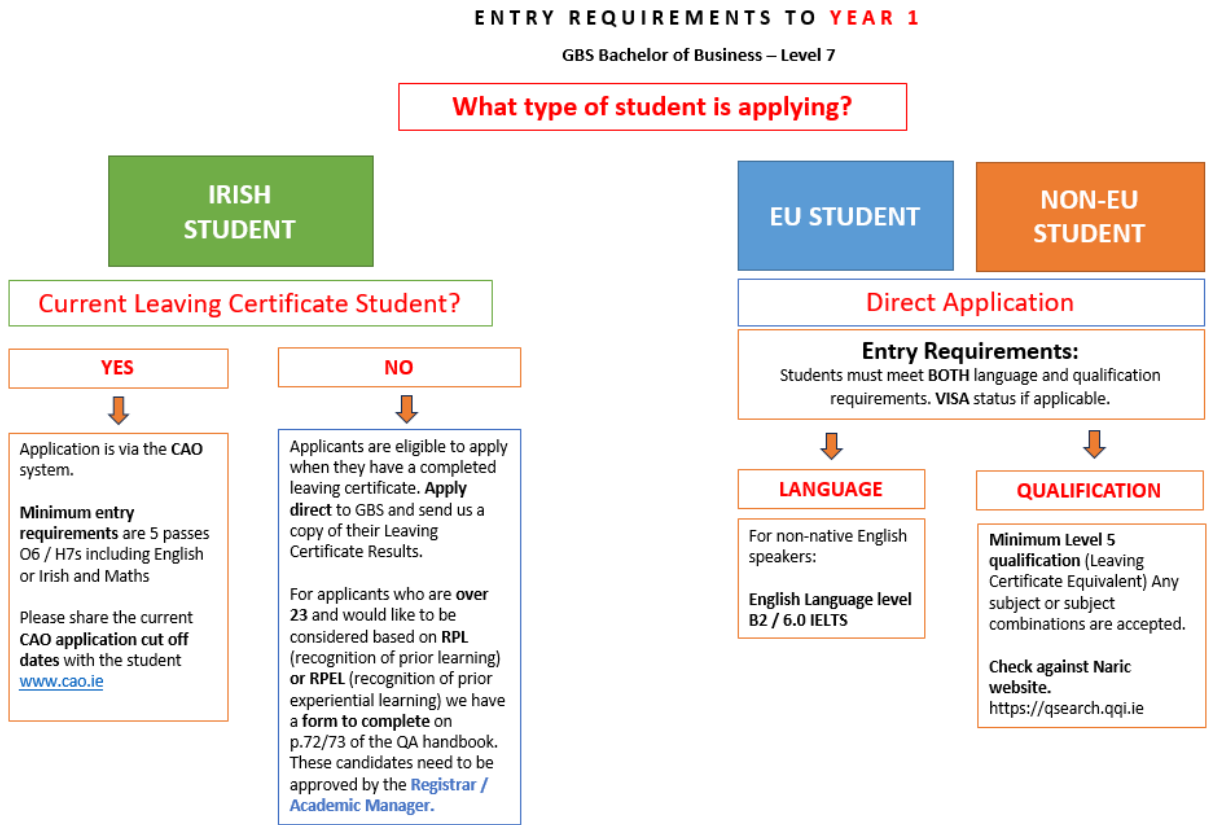 ENTRY REQUIREMENTS TO YEAR 1
GBS Bachelor of Business – Level 7
What type of student is applying?
IRISH
STUDENT
Current Leaving Certificate Student?
YES
Application is via the CAO
system.
Minimum entry
requirements are 5 passes
O6 / H7s including English
or Irish and Maths
Please share the current
CAO application cut off
dates with the student
www.cao.ie
NO
Applicants are eligible to apply
when they have a completed
leaving certificate. Apply
direct to GBS and send us a
copy of their Leaving
Certificate Results.
For applicants who are over
23 and would like to be
considered based on RPL
(recognition of prior learning)
or RPEL (recognition of prior
experiential learning) we have
a form to complete on
p.72/73 of the QA handbook.
These candidates need to be
approved by the Registrar /
Academic Manager.
EU STUDENT
NON-EU
STUDENT
Direct Application
Entry Requirements:
Students must meet BOTH language and qualification
requirements. VISA status if applicable.
LANGUAGE
For non-native English
speakers:
English Language level
B2 / 6.0 IELTS
QUALIFICATION
Minimum Level 5
qualification (Leaving
Certificate Equivalent) Any
subject or subject
combinations are accepted.
Check against Naric
website.
https://qsearch.qqi.ie